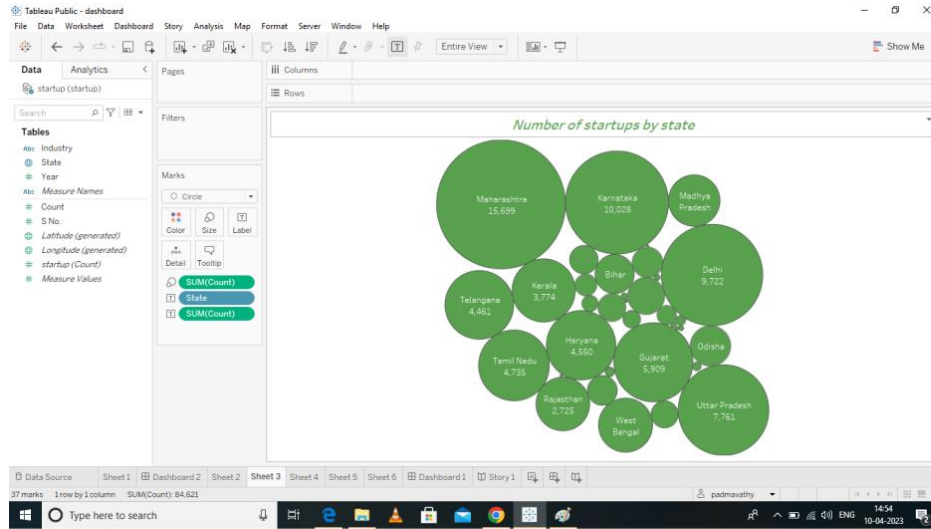 Tableau Public - dashboard
File Data Worksheet Dashboard Story Analysis Map Format Server Window Help
Entire View
Show Me
Data Analytics
Pages
Columns
startup (startup)
Rows
Search
Filters
Number of startups by state
Tables
Abc Industry
State
# Year
Abc Measure Names
# Count
# S No.
Latitude (generated)
Longitude (generated)
# startup (Count)
# Measure Values
Marks
Circle
Color Size Label
Detail Tooltip
SUM(Count)
State
SUM(Count)
Maharashtra
15,699
Karnataka
10,028
Madhya
Pradesh
Bihar
Delhi
9,722
Kerala
3,774
Telangana
4,461
Haryana
4,550
Odisha
Gujarat
5,909
Tamil Nadu
4,735
Rajasthan
2,725
Uttar Pradesh
7,761
West
Bengal
Data Source Sheet 1 Dashboard 2 Sheet 2 Sheet 3 Sheet 4 Sheet 5 Sheet 6 Dashboard 1 Story 1
37 marks 1 row by 1 column SUM(Count): 84,621
padmavathy
Type here to search
ENG
14:54
10-04-2023